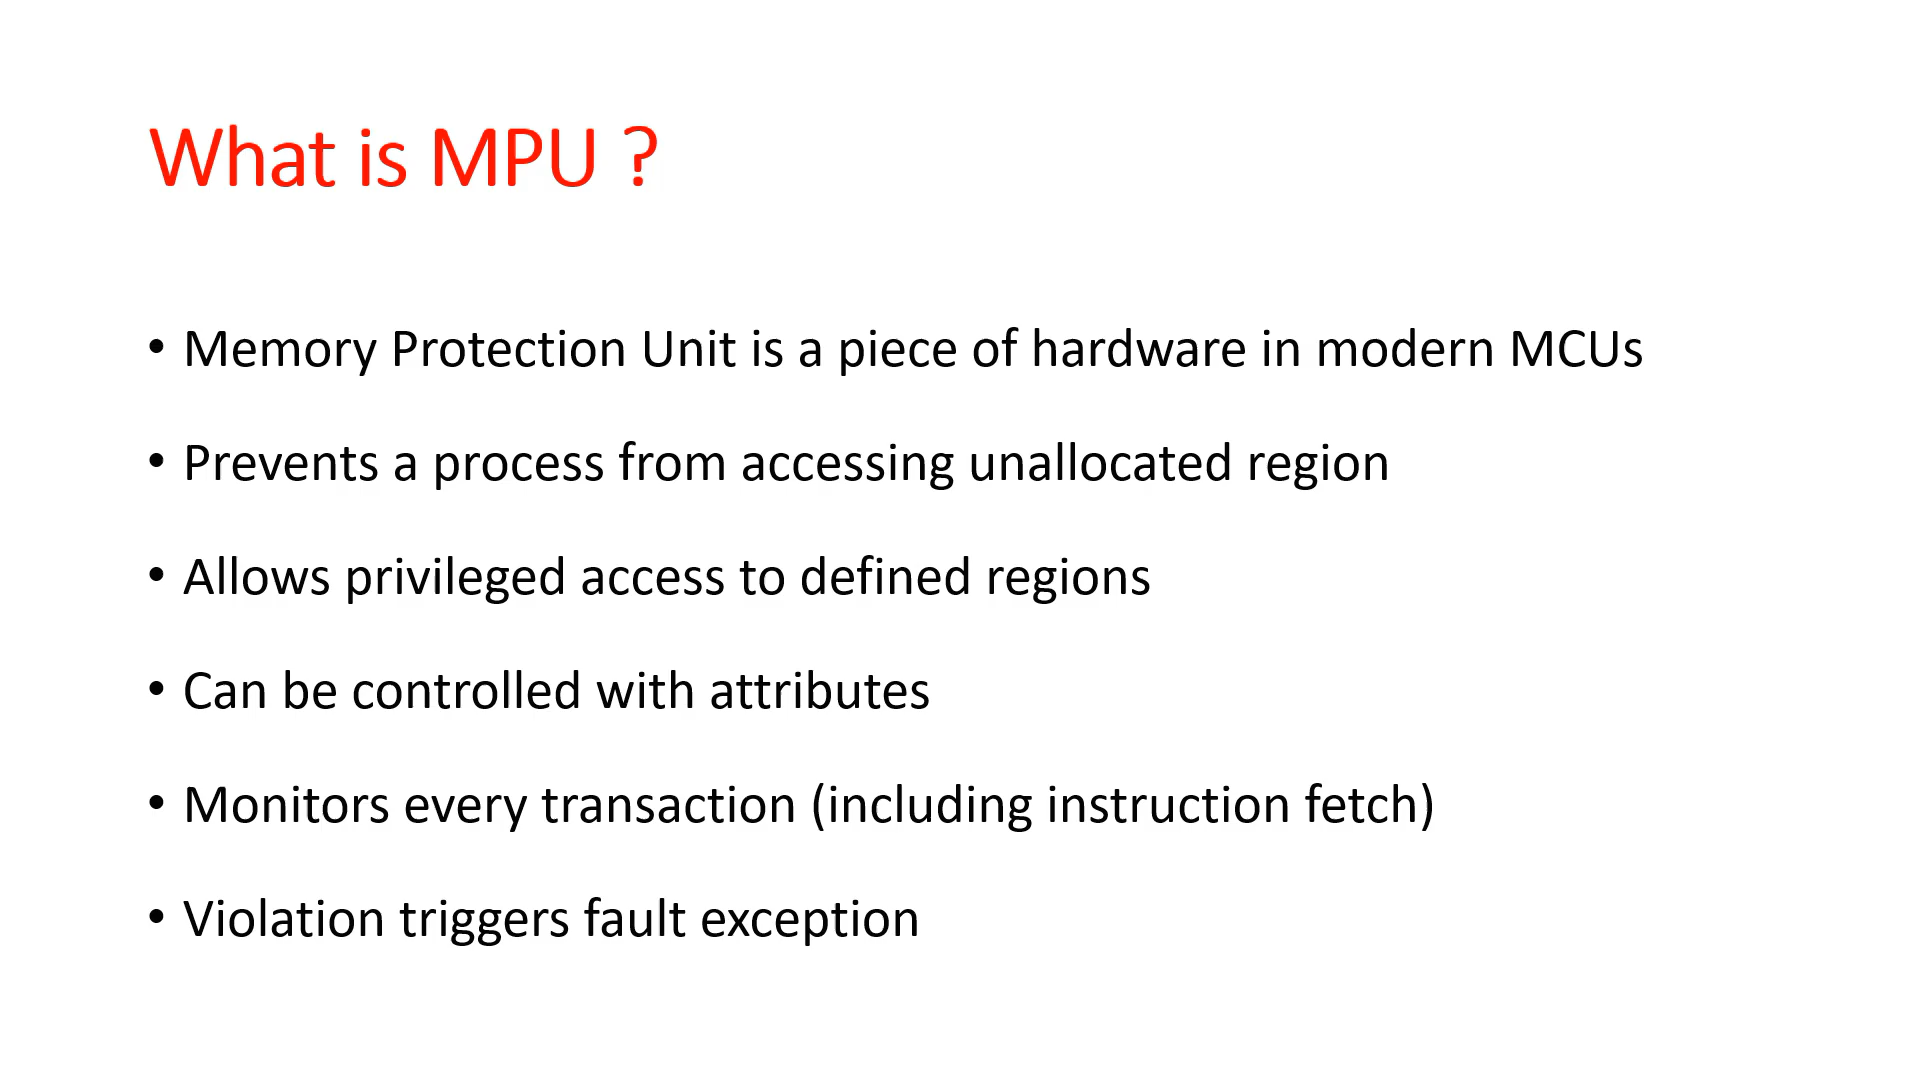 What is MPU ?
• Memory Protection Unit is a piece of hardware in modern MCUs
• Prevents a process from accessing unallocated region
• Allows privileged access to defined regions
• Can be controlled with attributes
• Monitors every transaction (including instruction fetch)
• Violation triggers fault exception